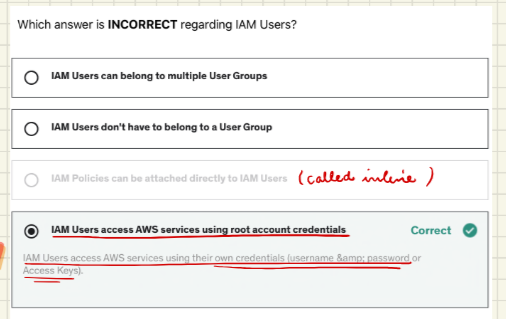 Which answer is INCORRECT regarding IAM Users?
IAM Users can belong to multiple User Groups
IAM Users don't have to belong to a User Group
IAM Policies can be attached directly to IAM Users (called inline)
IAM Users access AWS services using root account credentials Correct
IAM Users access AWS services using their own credentials (username &amp; password or
Access Keys).